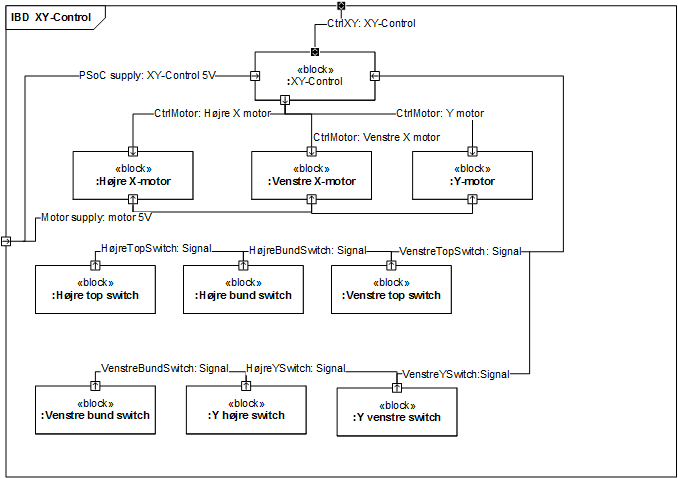 IBD XY-Control
CtrlXY: XY-Control
PSoC supply: XY-Control 5V
«block»
:XY-Control
CtrlMotor: Højre X motor
CtrlMotor: Y motor
CtrlMotor: Venstre X motor
«block»
:Højre X-motor
«block»
:Venstre X-motor
«block»
:Y-motor
Motor supply: motor 5V
HøjreTopSwitch: Signal
HøjreBundSwitch: Signal
VenstreTopSwitch: Signal
«block»
:Højre top switch
«block»
:Højre bund switch
«block»
:Venstre top switch
VenstreBundSwitch: Signal
HøjreYSwitch: Signal
VenstreYSwitch:Signal
«block»
:Venstre bund switch
«block»
:Y højre switch
«block»
:Y venstre switch